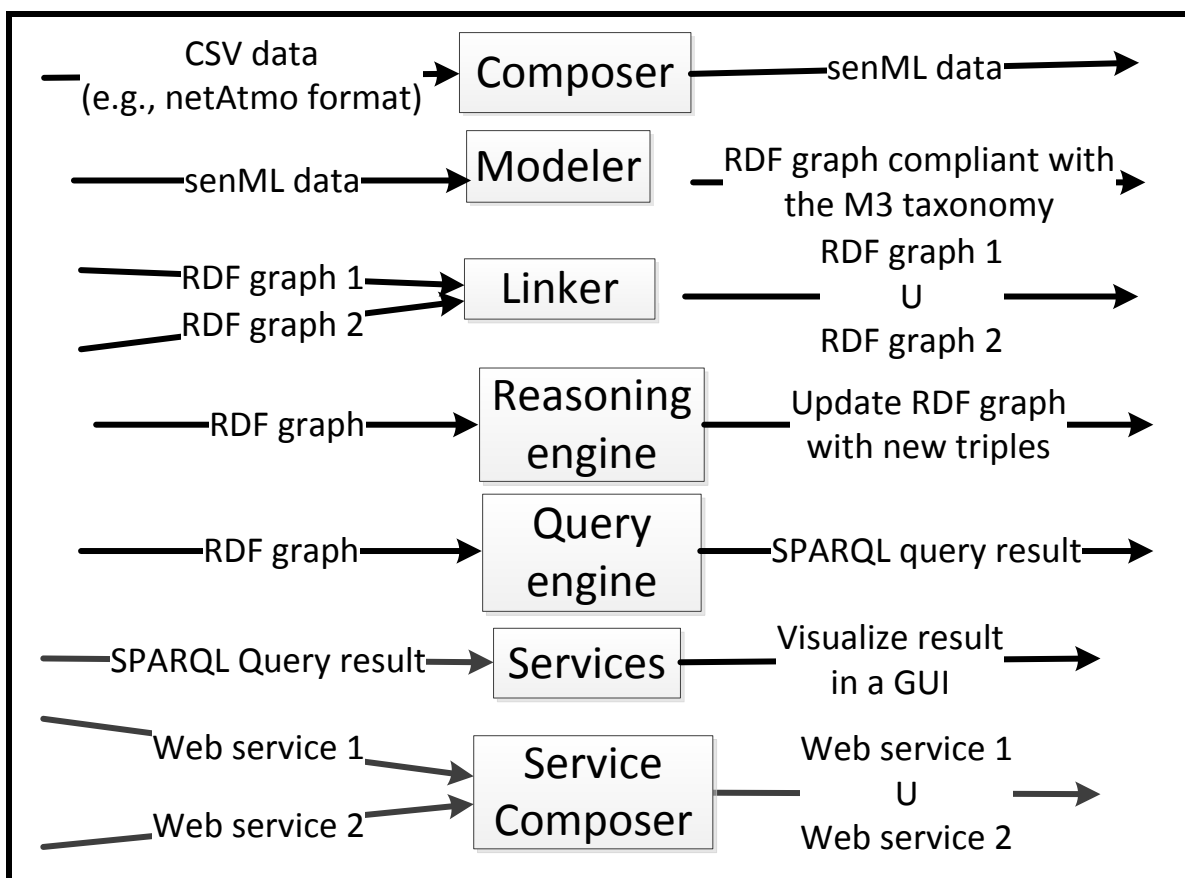 CSV data
(e.g., netAtmo format)
Composer
senML data
senML data
Modeler
RDF graph compliant with
the M3 taxonomy
RDF graph 1
RDF graph 2
Linker
RDF graph 1
U
RDF graph 2
RDF graph
Reasoning
engine
Update RDF graph
with new triples
RDF graph
Query
engine
SPARQL query result
SPARQL Query result
Services
Visualize result
in a GUI
Web service 1
Web service 2
Service
Composer
Web service 1
U
Web service 2